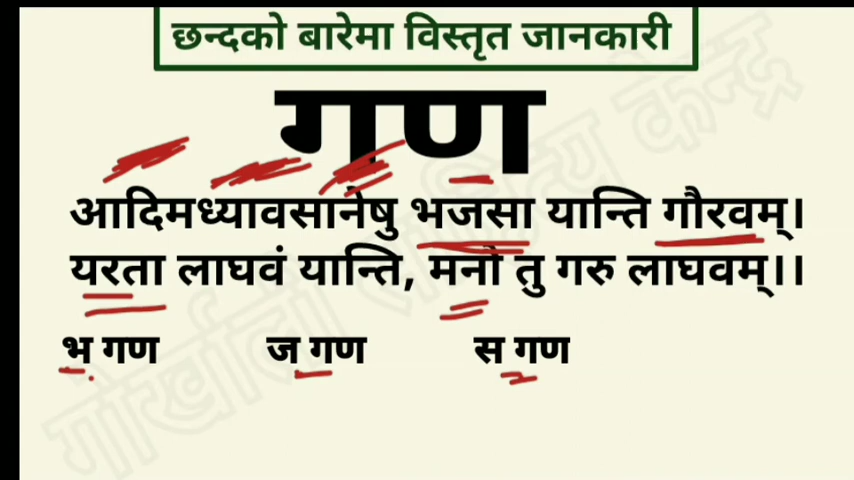 छन्दको बारेमा विस्तृत जानकारी
गण
आदिमध्यावसानेषु भजसा यान्ति गौरवम्।
यरता लाघवं यान्ति, मनौ तु गरु लाघवम्।।
भ गण ज गण स गण